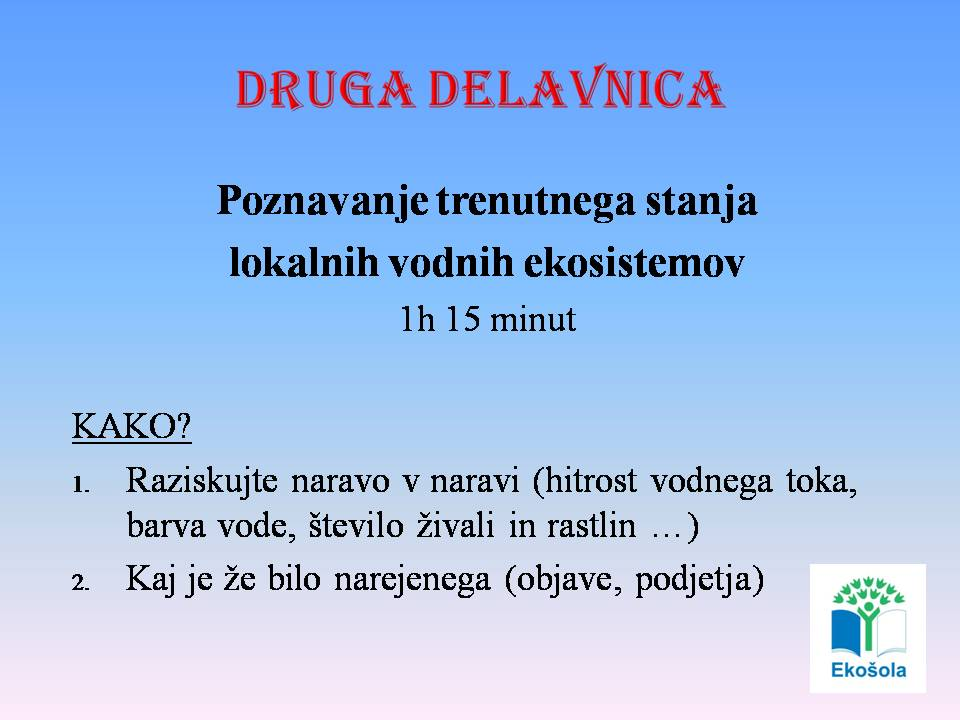 DRUGA DELAVNICA
Poznavanje trenutnega stanja
lokalnih vodnih ekosistemov
1h 15 minut
KAKO?
1. Raziskujte naravo v naravi (hitrost vodnega toka,
barva vode, število živali in rastlin …)
2. Kaj je že bilo narejenega (objave, podjetja)
Ekošola